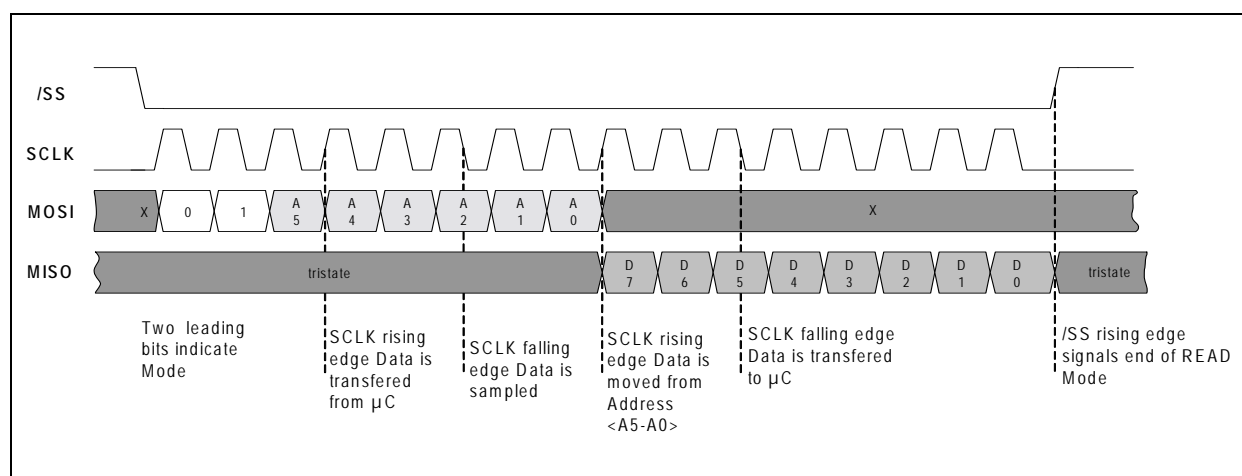 /SS
SCLK
MOSI
X
0
1
A
5
A
4
A
3
A
2
A
1
A
0
X
MISO
tristate
D
7
D
6
D
5
D
4
D
3
D
2
D
1
D
0
tristate
Two leading
bits indicate
Mode
SCLK rising
edge Data is
transfered
from µC
SCLK falling
edge Data is
sampled
SCLK rising
edge Data is
moved from
Address
<A5-A0>
SCLK falling edge
Data is transfered
to µC
/SS rising edge
signals end of READ
Mode